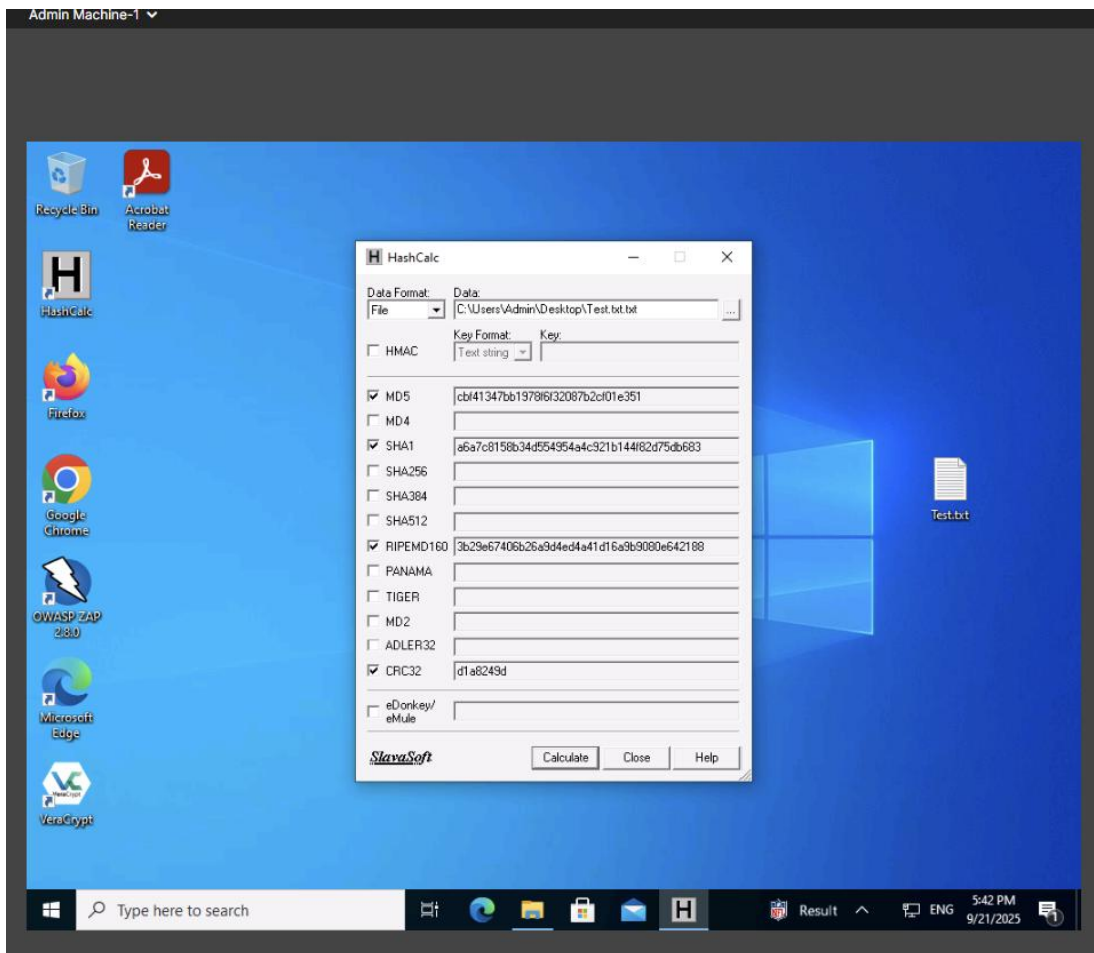 Admin Machine-1
Recycle Bin
Acrobat
Reader
HashCalc
Firefox
Google
Chrome
OWASP ZAP
2.8.0
Microsoft
Edge
VeraCrypt
VeraCrypt
H HashCalc
Data Format: Data:
File C:\Users\Admin\Desktop\Test.txt.txt ...
Key Format: Key:
HMAC Text string
MD5 cbf41347bb1978f6f32087b2cf01e351
MD4
SHA1 a6a7c8158b34d554954a4c921b144f82d75db683
SHA256
SHA384
SHA512
RIPEMD160 3b29e67406b26a9d4ed4a41d16a9b9080e642188
PANAMA
TIGER
MD2
ADLER32
CRC32 d1a8249d
eDonkey/
eMule
SlavaSoft Calculate Close Help
Test.txt
Type here to search
H
Result
ENG
5:42 PM
9/21/2025
1